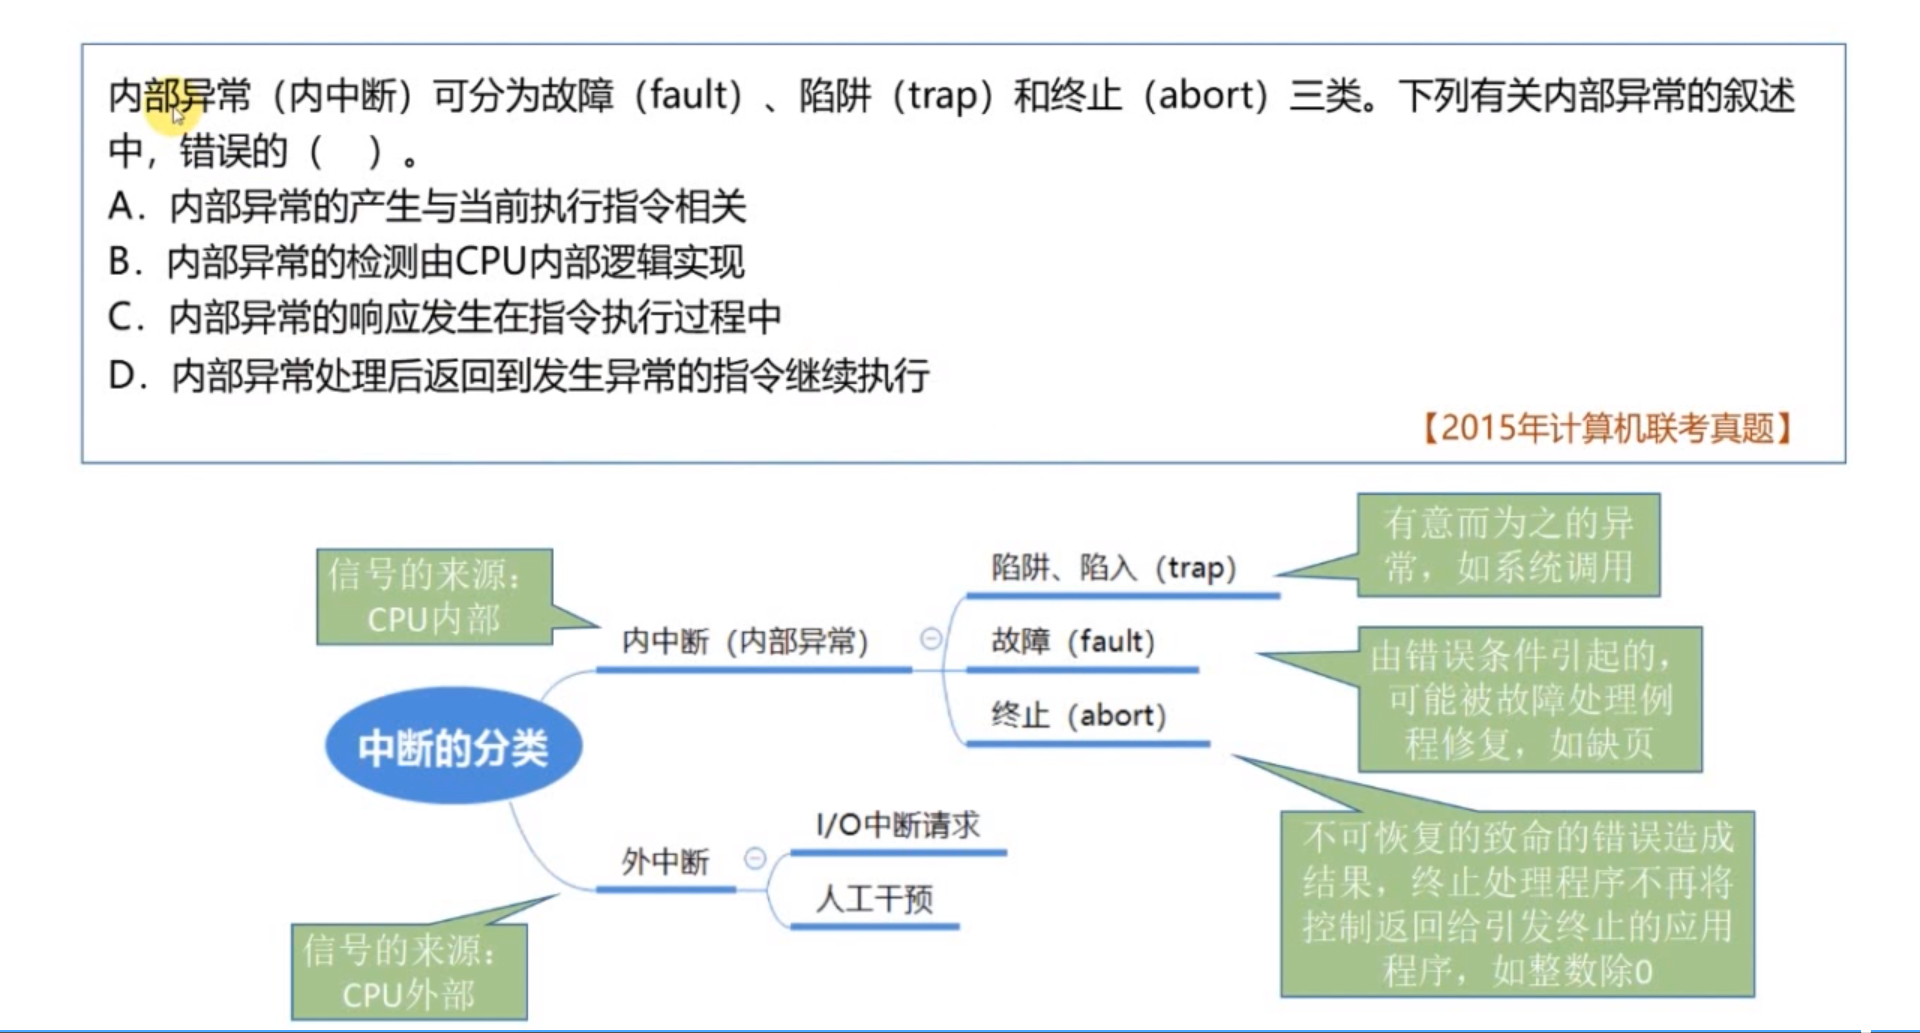 内部异常（内中断）可分为故障（fault）、陷阱（trap）和终止（abort）三类。下列有关内部异常的叙述
中，错误的（　）。
A．内部异常的产生与当前执行指令相关
B．内部异常的检测由CPU内部逻辑实现
C．内部异常的响应发生在指令执行过程中
D．内部异常处理后返回到发生异常的指令继续执行
【2015年计算机联考真题】
中断的分类
信号的来源：
CPU内部
内中断（内部异常）
陷阱、陷入（trap）
有意而为之的异
常，如系统调用
故障（fault）
由错误条件引起的，
可能被故障处理例
程修复，如缺页
终止（abort）
不可恢复的致命的错误造成
结果，终止处理程序不再将
控制返回给引发终止的应用
程序，如整数除0
外中断
I/O中断请求
人工干预
信号的来源：
CPU外部